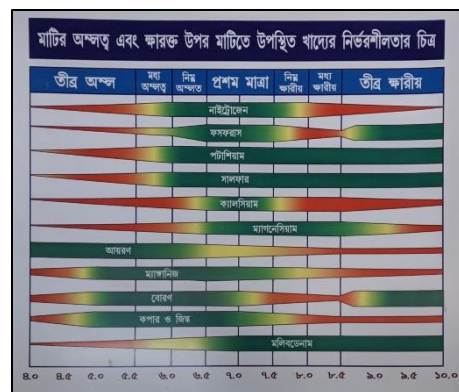 মাটির অম্লত্ব এবং ক্ষারত্ত উপর মাটিতে উপস্থিত খাদ্যের নির্ভরশীলতার চিত্র
তীব্র অম্ল মধ্য অম্লত্ব নিম্ন অম্লত প্রশম মাত্রা নিম্ন ক্ষারীয় মধ্য ক্ষারীয় তীব্র ক্ষারীয়
নাইট্রোজেন
ফসফরাস
পটাশিয়াম
সালফার
ক্যালসিয়াম
ম্যাগনেসিয়াম
আয়রণ
ম্যাঙ্গানিজ
বোরণ
কপার ও জিঙ্ক
মলিবডেনাম
৪.০ ৪.৫ ৫.০ ৫.৫ ৬.০ ৬.৫ ৭.০ ৭.৫ ৮.০ ৮.৫ ৯.০ ৯.৫ ১০.০